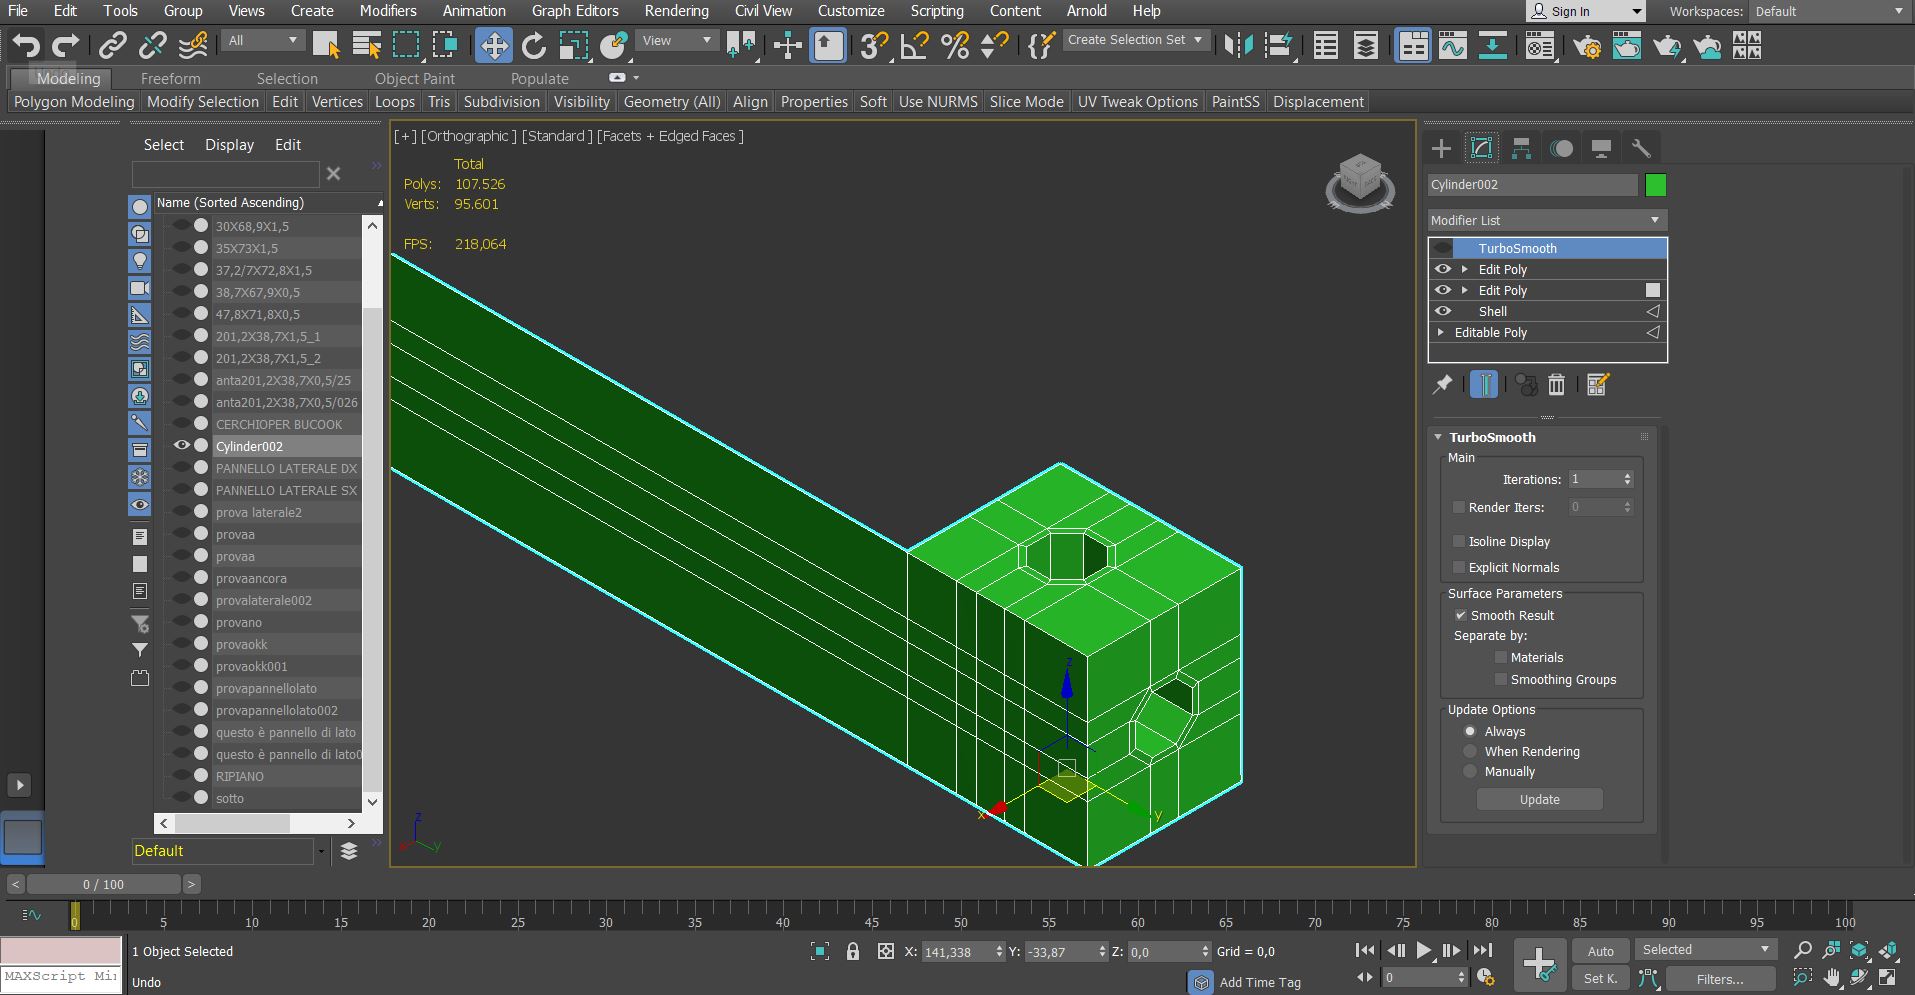 File Edit Tools Group Views Create Modifiers Animation Graph Editors Rendering Civil View Customize Scripting Content Arnold Help Sign In Workspaces: Default
All View Create Selection Set
Modeling Freeform Selection Object Paint Populate
Polygon Modeling Modify Selection Edit Vertices Loops Tris Subdivision Visibility Geometry (All) Align Properties Soft Use NURMS Slice Mode UV Tweak Options PaintSS Displacement
Select Display Edit
Name (Sorted Ascending)
30X68,9X1,5
35X73X1,5
37,2/7X72,8X1,5
38,7X67,9X0,5
47,8X71,8X0,5
201,2X38,7X1,5_1
201,2X38,7X1,5_2
anta201,2X38,7X0,5/25
anta201,2X38,7X0,5/026
CERCHIOPER BUCOOK
Cylinder002
PANNELLO LATERALE DX
PANNELLO LATERALE SX
prova laterale2
provaa
provaa
provaancora
provalaterale002
provano
provaokk
provaokk001
provapannellolato
provapannellolato002
questo è pannello di lato
questo è pannello di lato0
RIPIANO
sotto
Default
[+] [Orthographic ] [Standard ] [Facets + Edged Faces ]
Total
Polys: 107.526
Verts: 95.601
FPS: 218,064
z
x
y
z
y
Cylinder002
Modifier List
TurboSmooth
Edit Poly
Edit Poly
Shell
Editable Poly
TurboSmooth
Main
Iterations: 1
Render Iters: 0
Isoline Display
Explicit Normals
Surface Parameters
Smooth Result
Separate by:
Materials
Smoothing Groups
Update Options
Always
When Rendering
Manually
Update
< 0 / 100 >
0 5 10 15 20 25 30 35 40 45 50 55 60 65 70 75 80 85 90 95 100
1 Object Selected X: 141,338 Y: -33,87 Z: 0,0 Grid = 0,0 Auto Selected
MAXScript Mi
Undo Add Time Tag 0 Set K. Filters...